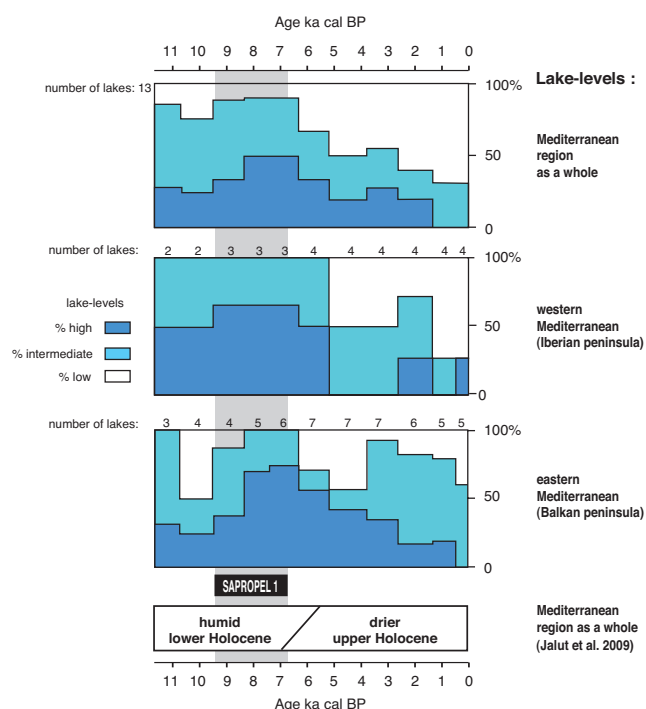 Age ka cal BP
11 10 9 8 7 6 5 4 3 2 1 0
number of lakes: 13
100%
50
0
Lake-levels :
Mediterranean
region
as a whole
number of lakes: 2 2 3 3 3 4 4 4 4 4 4
100%
50
0
lake-levels
% high
% intermediate
% low
western
Mediterranean
(Iberian peninsula)
number of lakes: 3 4 4 5 6 7 7 7 6 5 5
100%
50
0
eastern
Mediterranean
(Balkan peninsula)
SAPROPEL 1
humid
lower Holocene
drier
upper Holocene
Mediterranean
region as a whole
(Jalut et al. 2009)
11 10 9 8 7 6 5 4 3 2 1 0
Age ka cal BP